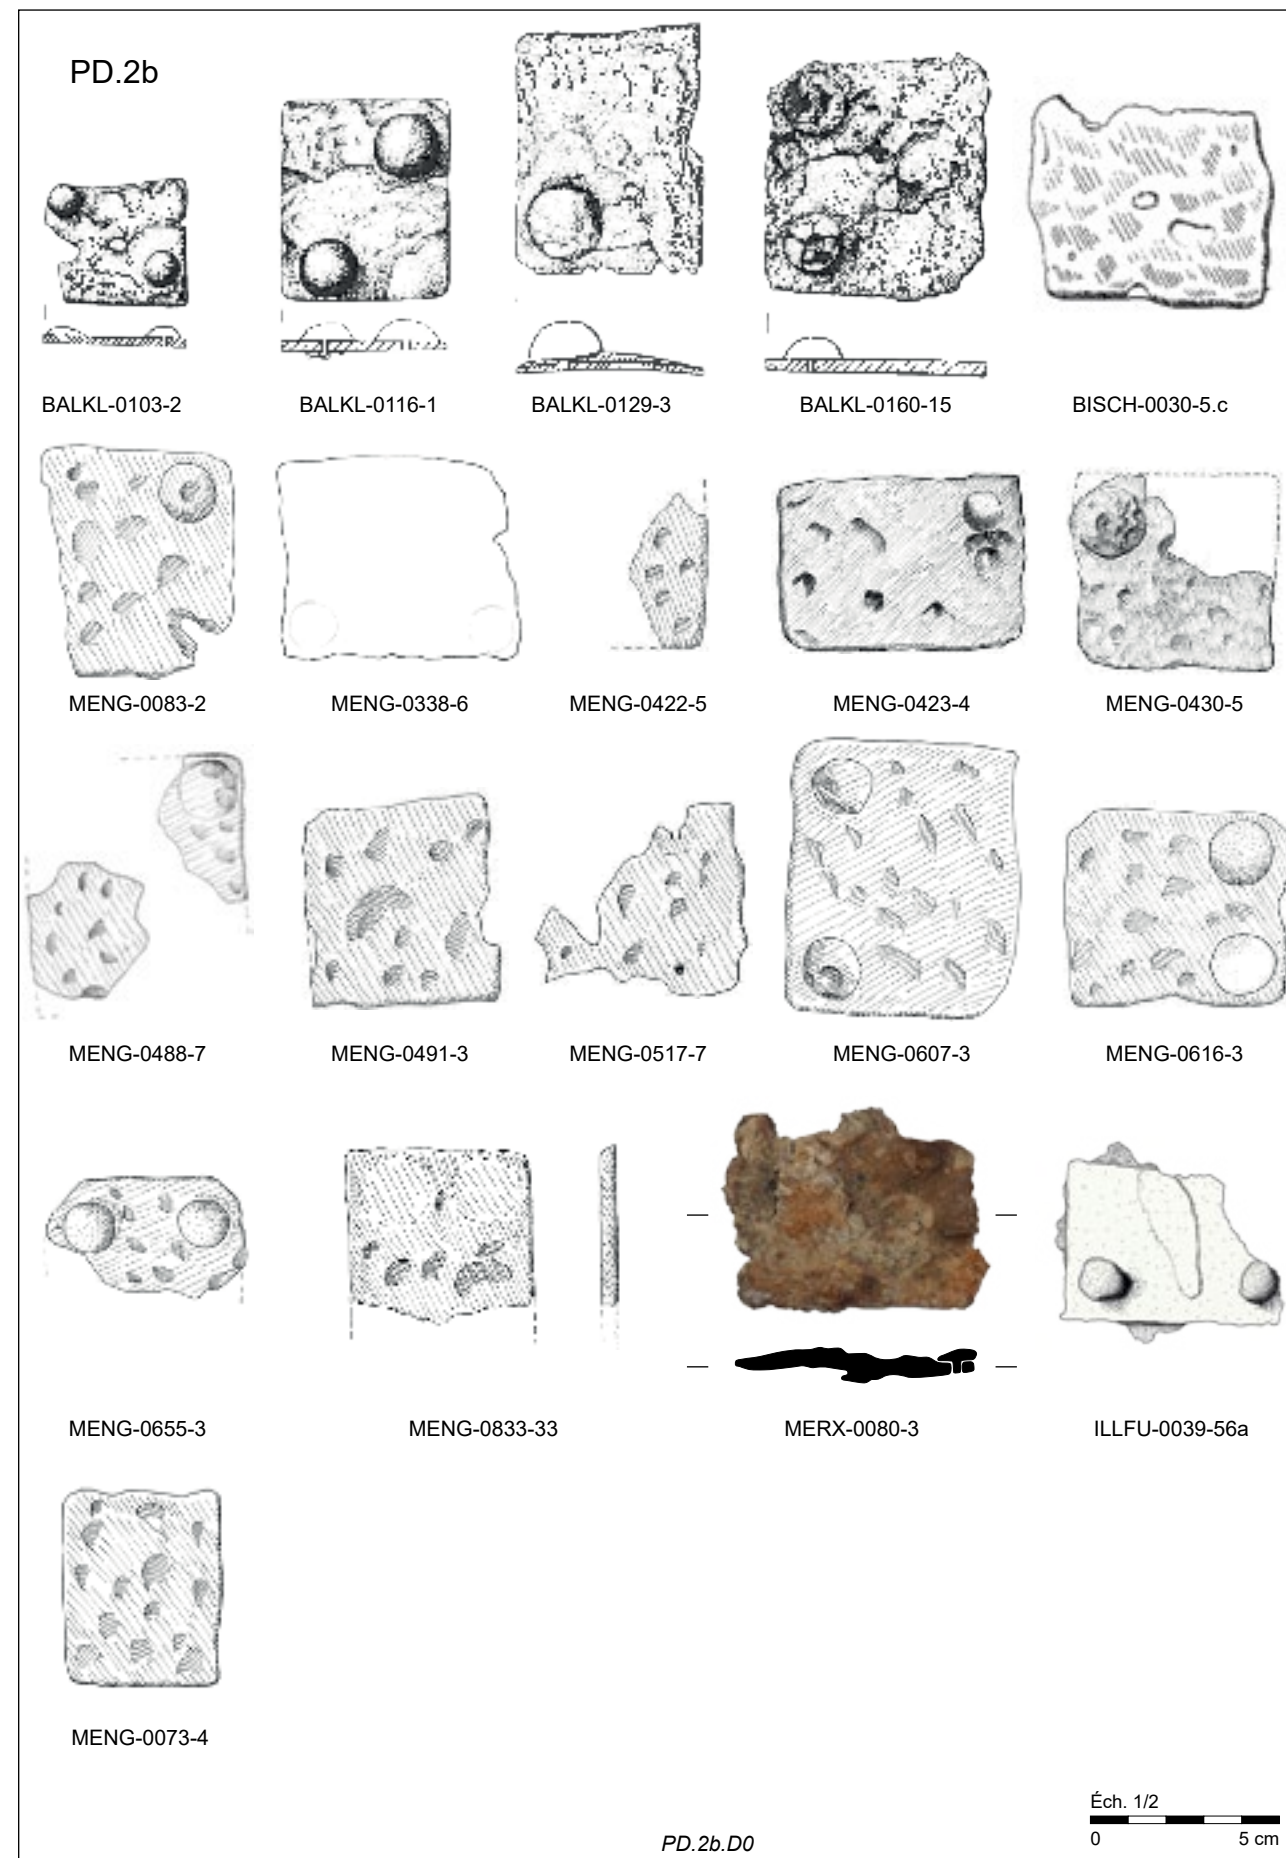 PD.2b
BALKL-0103-2 BALKL-0116-1 BALKL-0129-3 BALKL-0160-15 BISCH-0030-5.c
MENG-0083-2 MENG-0338-6 MENG-0422-5 MENG-0423-4 MENG-0430-5
MENG-0488-7 MENG-0491-3 MENG-0517-7 MENG-0607-3 MENG-0616-3
MENG-0655-3 MENG-0833-33 MERX-0080-3 ILLFU-0039-56a
MENG-0073-4
Éch. 1/2
0 5 cm
PD.2b.D0